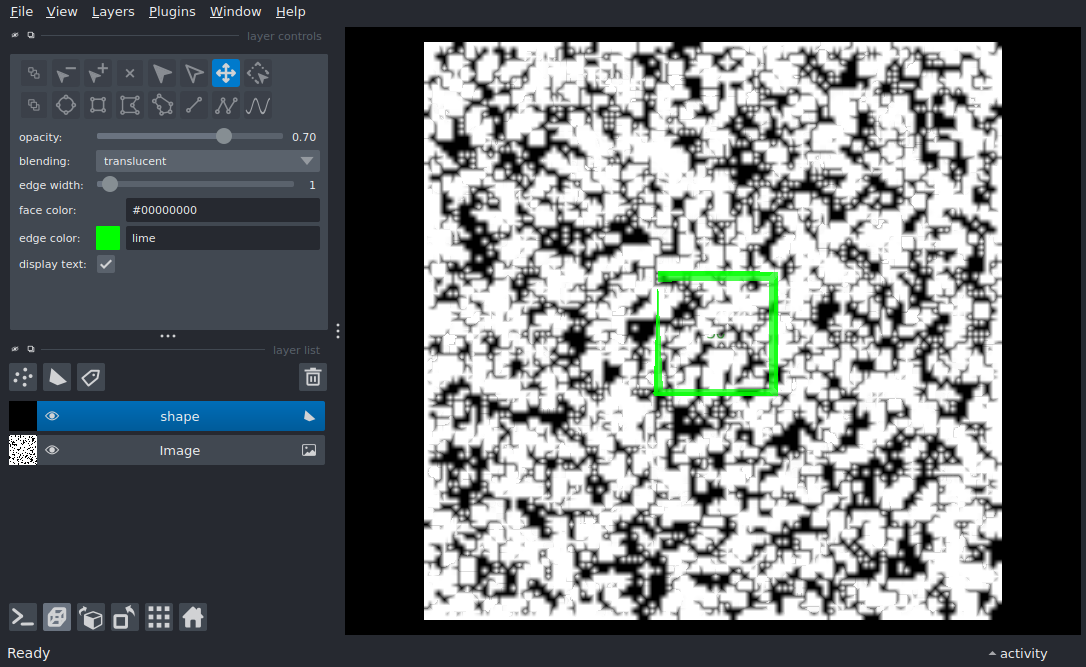 File View Layers Plugins Window Help
layer controls
opacity: 0.70
blending: translucent
edge width: 1
face color: #00000000
edge color: lime
display text:
layer list
shape
Image
Ready activity